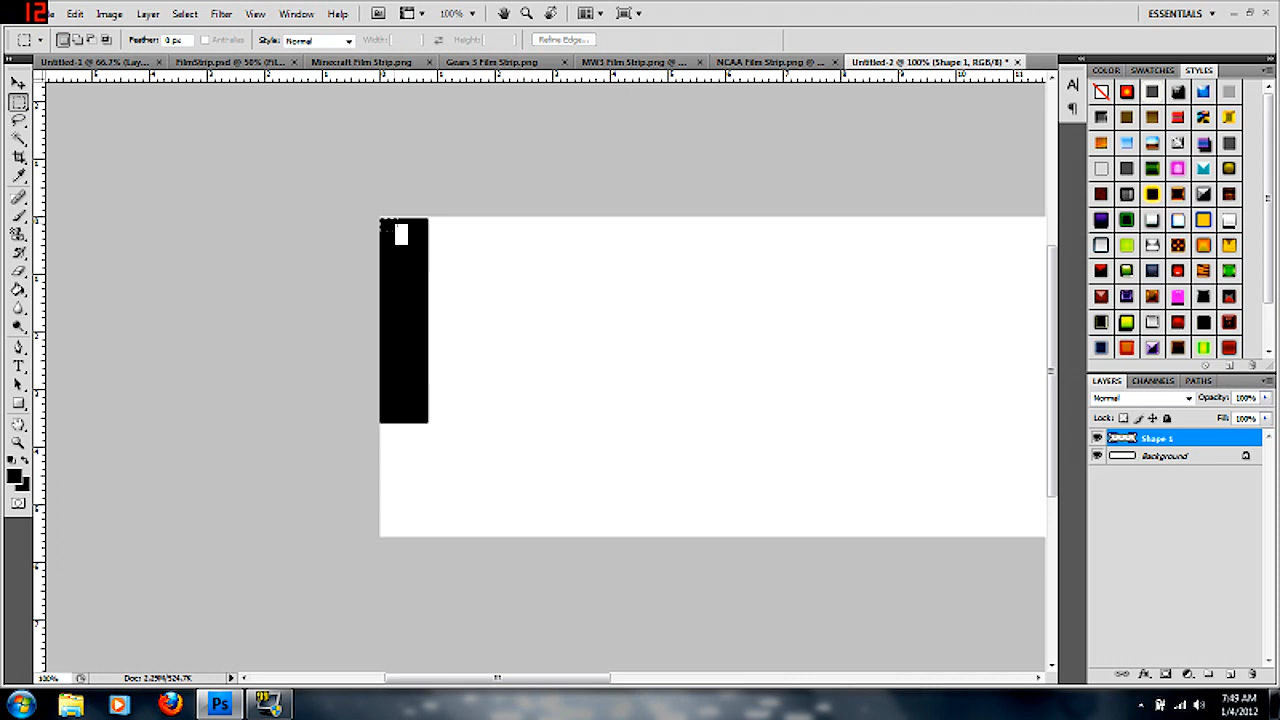 12
Edit Image Layer Select Filter View Window Help 100% ESSENTIALS
Feather: 0 px Anti-alias Style: Normal Width: Height: Refine Edge...
Untitled-1 @ 66.7% (Lay... FilmStrip.psd @ 50% (Fil... Minecraft Film Strip.png Gears 3 Film Strip.png MW3 Film Strip.png @ ... NCAA Film Strip.png @ ... Untitled-2 @ 100% (Shape 1, RGB/8) *
COLOR SWATCHES STYLES
LAYERS CHANNELS PATHS
Normal Opacity: 100%
Lock: Fill: 100%
Shape 1
Background
100% Doc: 2.29M/524.7K
Ps
7:49 AM
1/4/2012